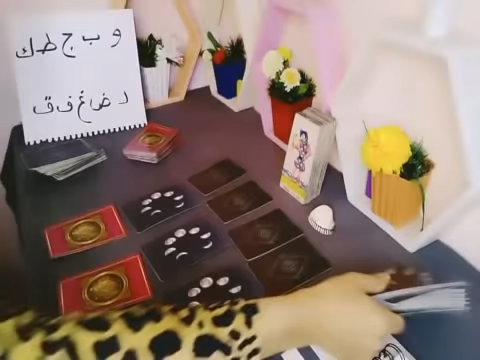 و ب ج ط ك
د ض غ ف ق